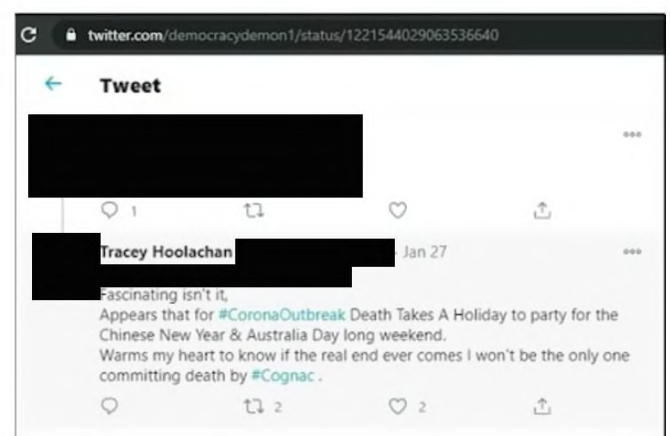 twitter.com/democracydemon1/status/1221544029063536640
Tweet
1
Tracey Hoolachan
Jan 27
Fascinating isn't it,
Appears that for #CoronaOutbreak Death Takes A Holiday to party for the
Chinese New Year & Australia Day long weekend.
Warms my heart to know if the real end ever comes I won't be the only one
committing death by #Cognac .
2 2